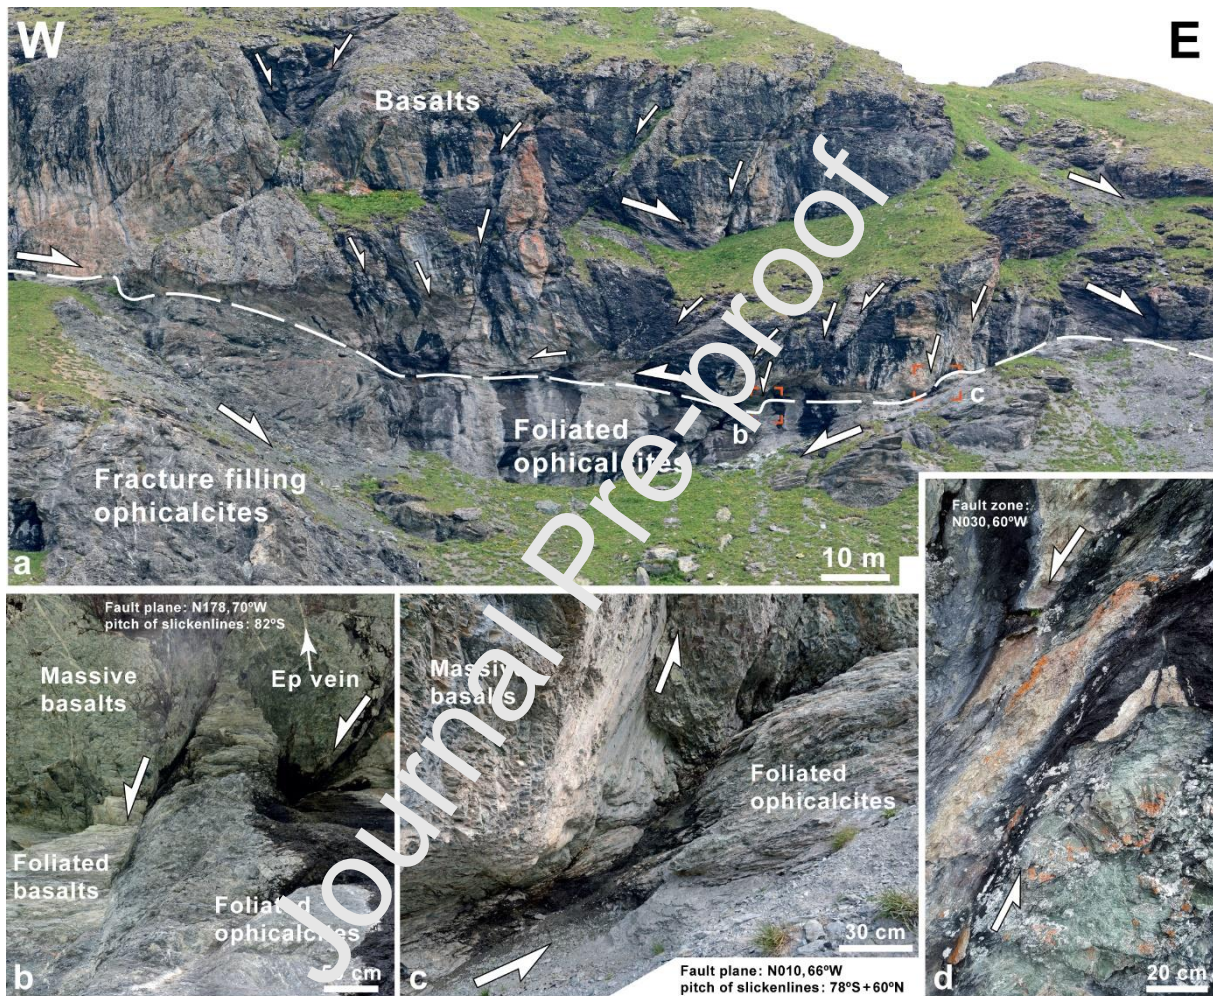 W
E
Basalts
b
c
Foliated
ophicalcites
Fracture filling
ophicalcites
a
10 m
Fault plane: N178, 70ºW
pitch of slickenlines: 82ºS
Massive
basalts
Ep vein
Foliated
basalts
Foliated
ophicalcites
b
cm
Massive
basalts
Foliated
ophicalcites
30 cm
c
Fault plane: N010, 66ºW
pitch of slickenlines: 78ºS + 60ºN
Fault zone:
N030, 60ºW
d
20 cm
Journal Pre-proof